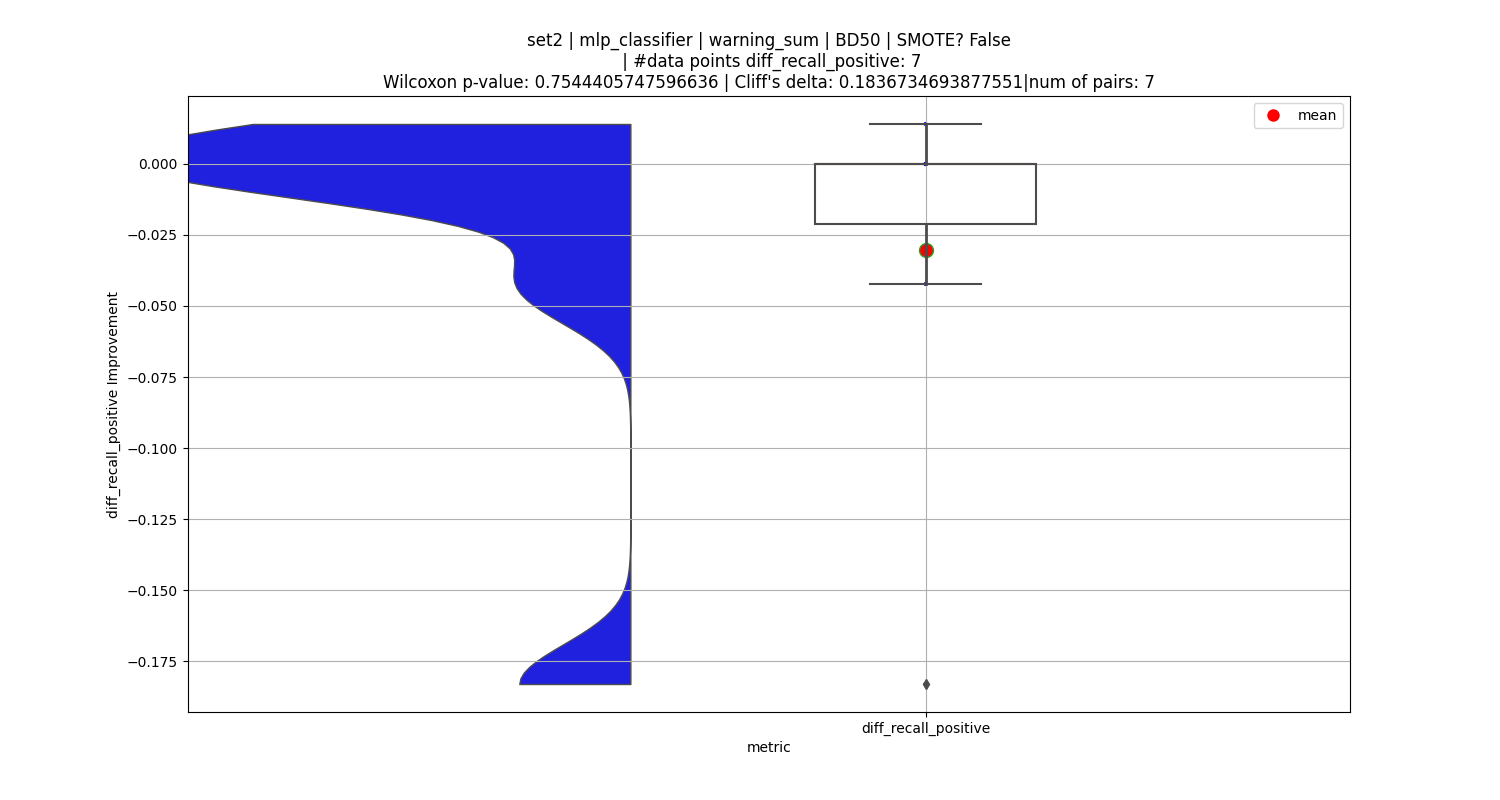 set2 | mlp_classifier | warning_sum | BD50 | SMOTE? False
| #data points diff_recall_positive: 7
Wilcoxon p-value: 0.7544405747596636 | Cliff's delta: 0.1836734693877551|num of pairs: 7
mean
0.000
−0.025
−0.050
−0.075
−0.100
−0.125
−0.150
−0.175
diff_recall_positive Improvement
diff_recall_positive
metric